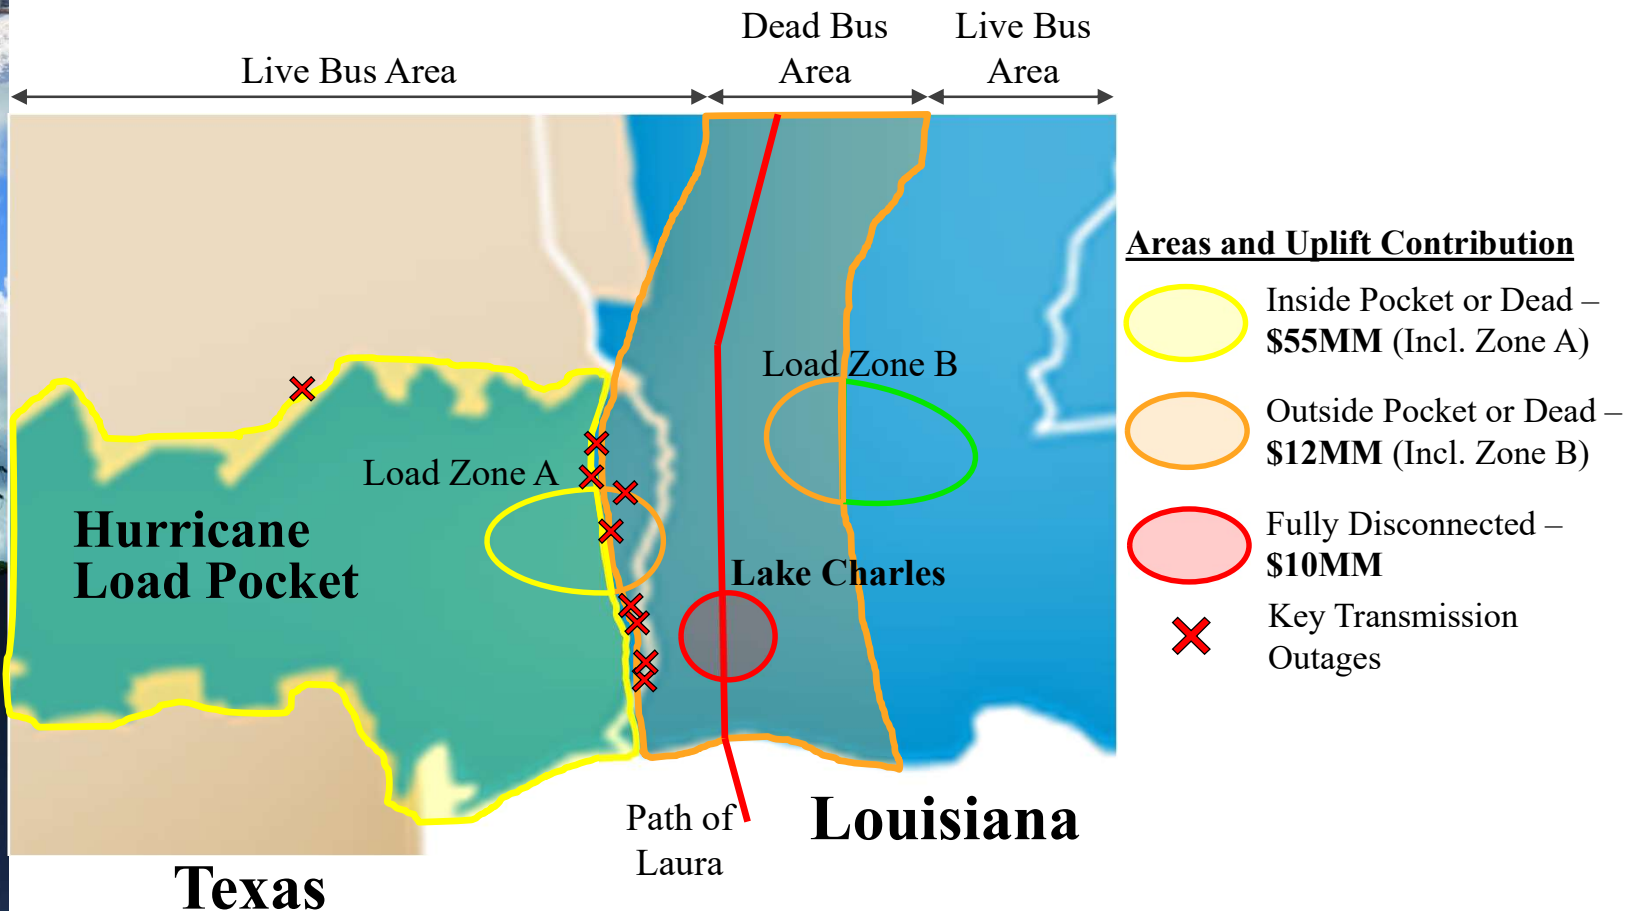 Dead Bus
Area
Live Bus
Area
Live Bus Area
Areas and Uplift Contribution
Inside Pocket or Dead –
$55MM (Incl. Zone A)
Load Zone B
Outside Pocket or Dead –
$12MM (Incl. Zone B)
Load Zone A
Hurricane
Load Pocket
Fully Disconnected –
$10MM
Lake Charles
Key Transmission
Outages
Path of
Laura
Louisiana
Texas